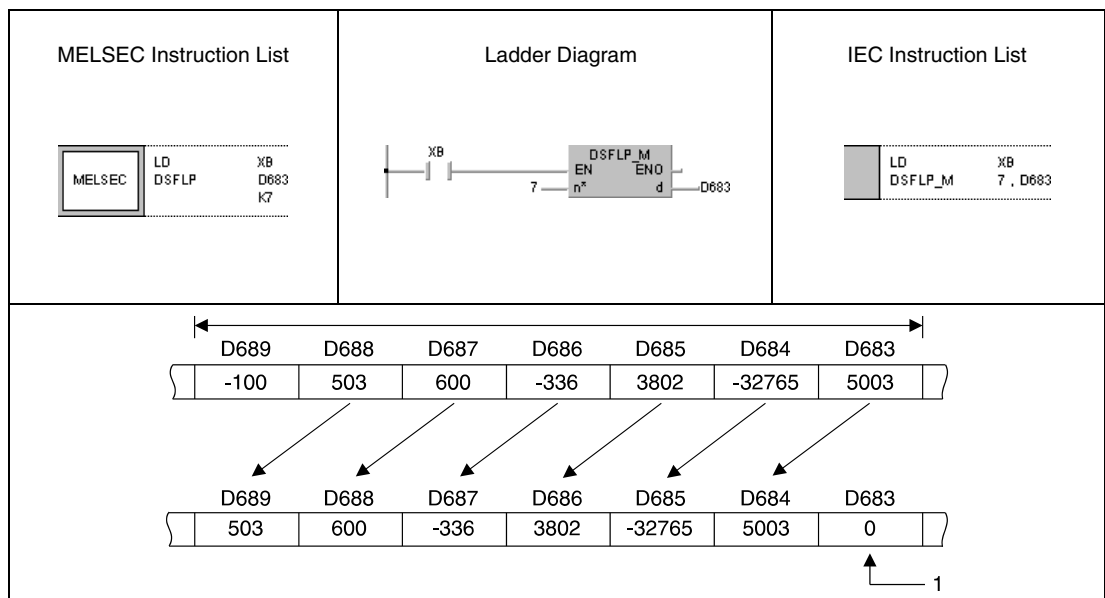 MELSEC Instruction List
Ladder Diagram
IEC Instruction List
MELSEC
LD XB
DSFLP D683
K7
XB
DSFLP_M
EN ENO
7 n* d D683
LD XB
DSFLP_M 7 , D683
D689 D688 D687 D686 D685 D684 D683
-100 503 600 -336 3802 -32765 5003
D689 D688 D687 D686 D685 D684 D683
503 600 -336 3802 -32765 5003 0
1